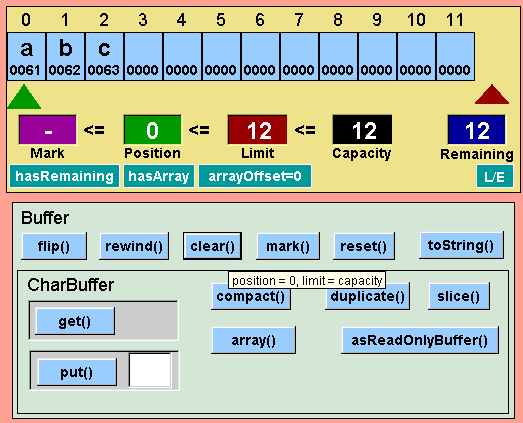 0 1 2 3 4 5 6 7 8 9 10 11
a b c
0061 0062 0063 0000 0000 0000 0000 0000 0000 0000 0000 0000
- <= 0 <= 12 <= 12 12
Mark Position Limit Capacity Remaining
hasRemaining hasArray arrayOffset=0 L/E
Buffer
flip() rewind() clear() mark() reset() toString()
position = 0, limit = capacity
CharBuffer
compact() duplicate() slice()
get()
array() asReadOnlyBuffer()
put()